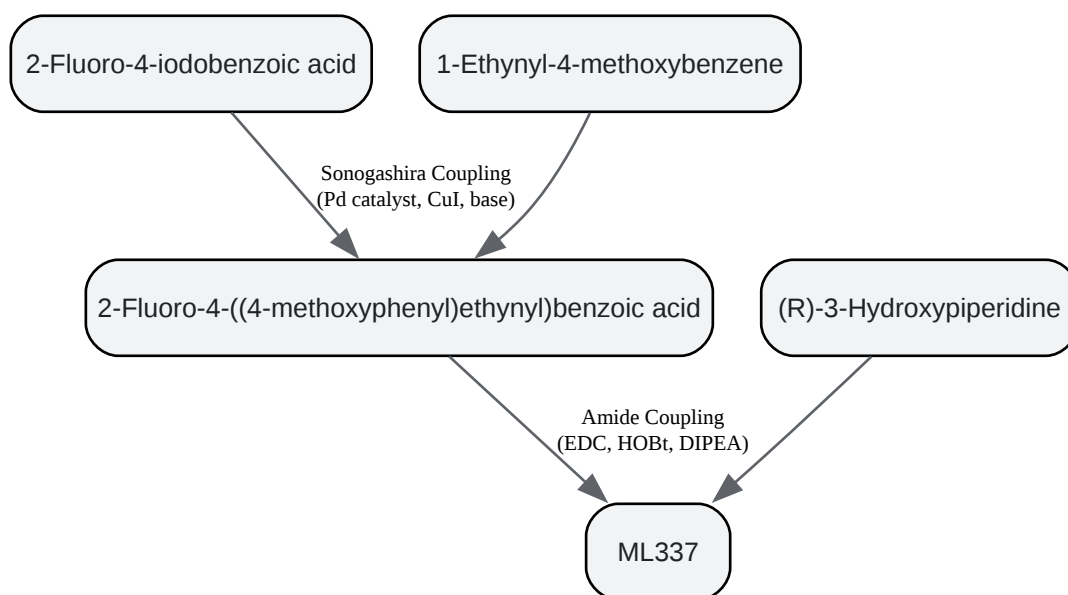 2-Fluoro-4-iodobenzoic acid
1-Ethynyl-4-methoxybenzene
Sonogashira Coupling
(Pd catalyst, CuI, base)
2-Fluoro-4-((4-methoxyphenyl)ethynyl)benzoic acid
(R)-3-Hydroxypiperidine
Amide Coupling
(EDC, HOBt, DIPEA)
ML337